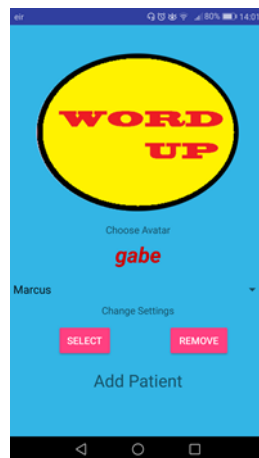 eir 80% 14:01
WORD
UP
Choose Avatar
gabe
Marcus
Change Settings
SELECT REMOVE
Add Patient